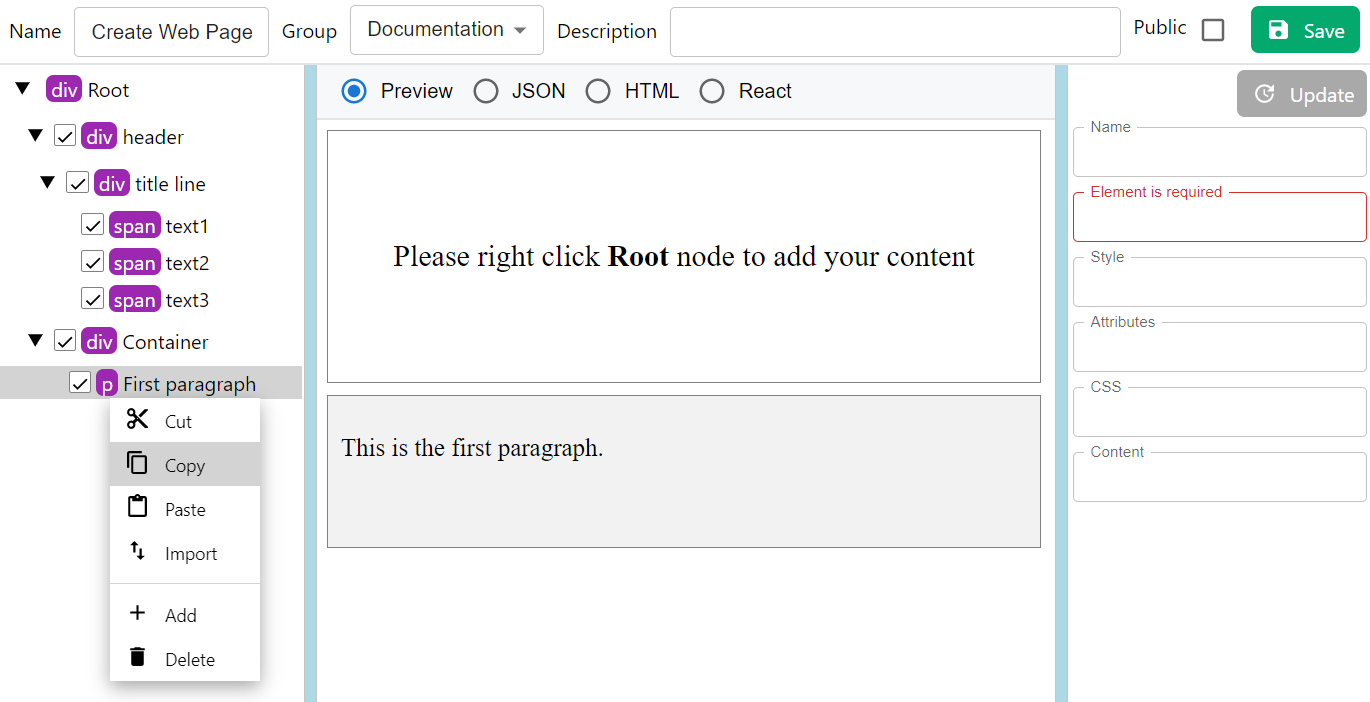 Name Create Web Page Group Documentation Description Public Save
div Root
div header
div title line
span text1
span text2
span text3
div Container
p First paragraph
Cut
Copy
Paste
Import
Add
Delete
Preview JSON HTML React
Please right click Root node to add your content
This is the first paragraph.
Update
Name
Element is required
Style
Attributes
CSS
Content